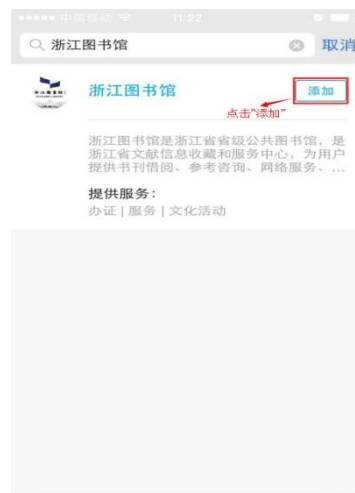 中国移动 11:22
浙江图书馆 取消
浙江图书馆 添加
点击"添加"
浙江图书馆是浙江省省级公共图书馆，是
浙江省文献信息收藏和服务中心，为用户
提供书刊借阅、参考咨询、网络服务、...
提供服务：
办证 | 服务 | 文化活动